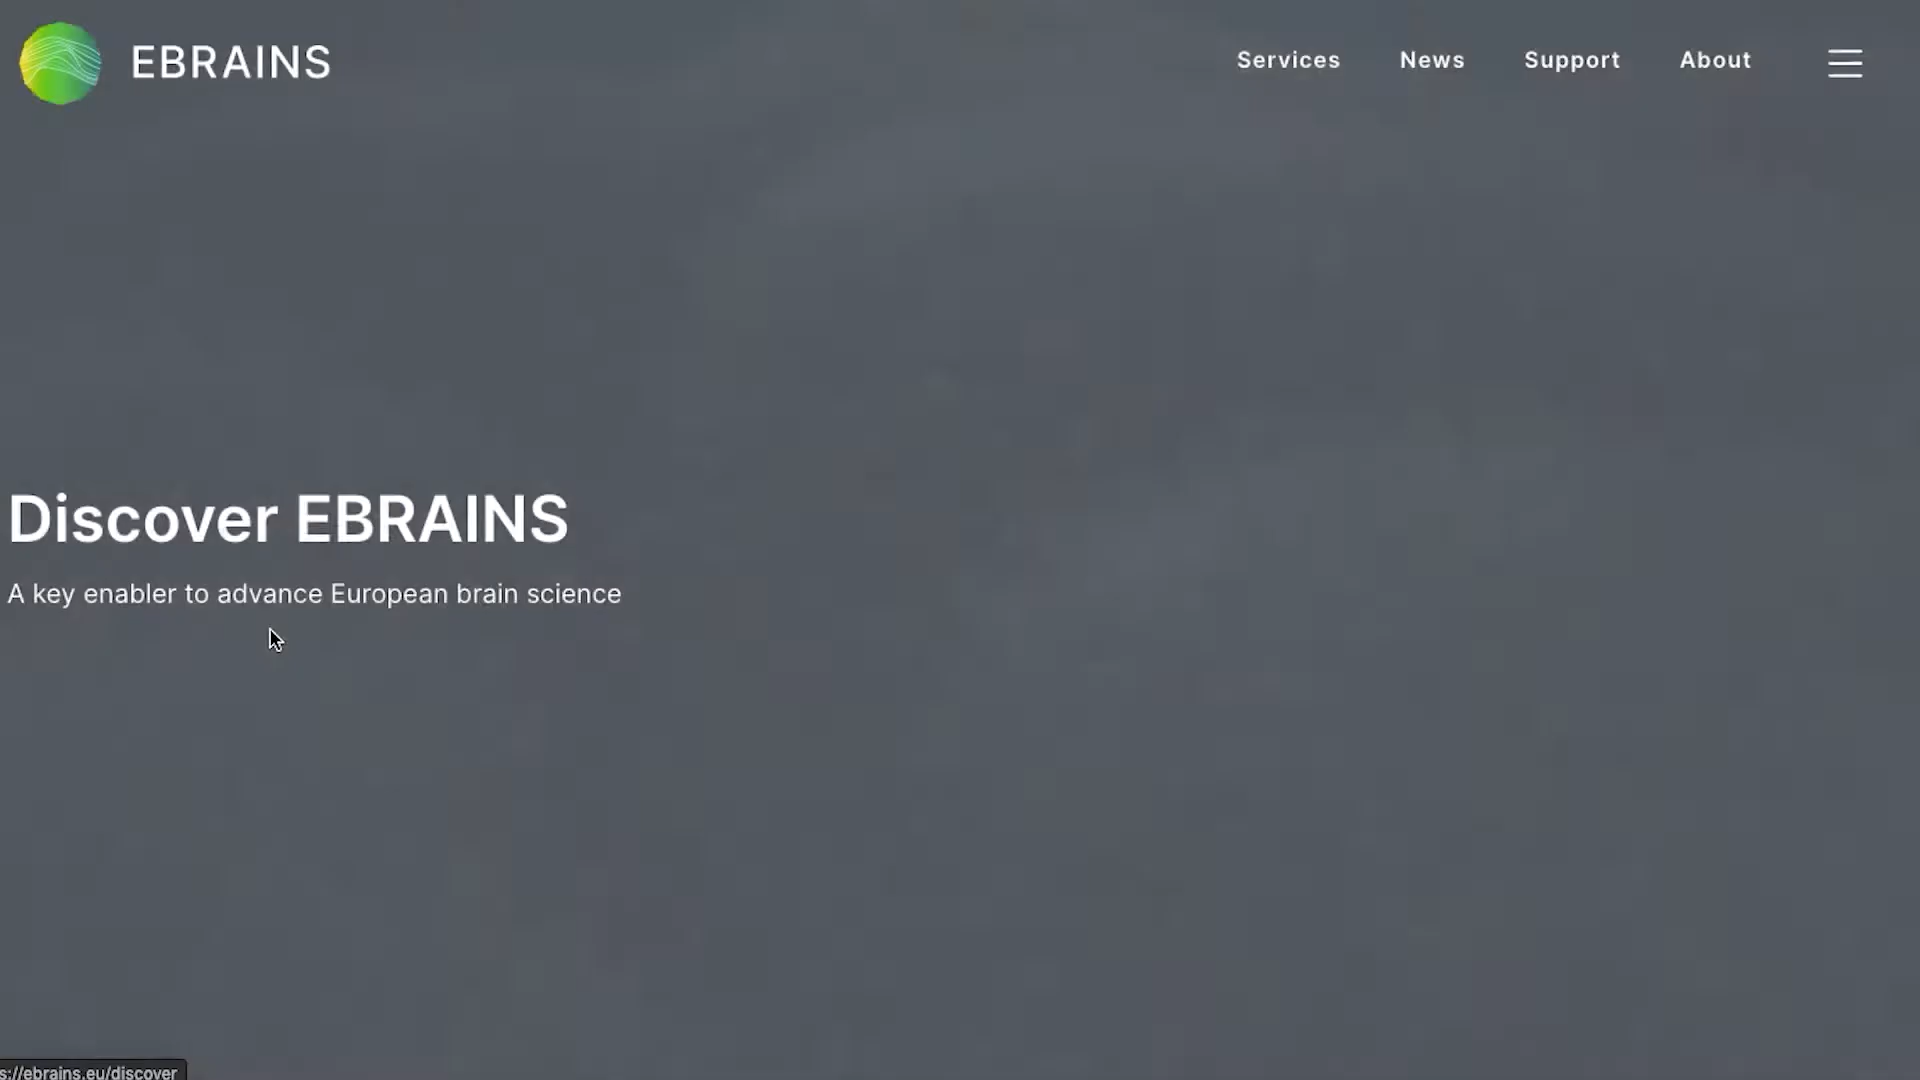 EBRAINS
Services News Support About
Discover EBRAINS
A key enabler to advance European brain science
s://ebrains.eu/discover